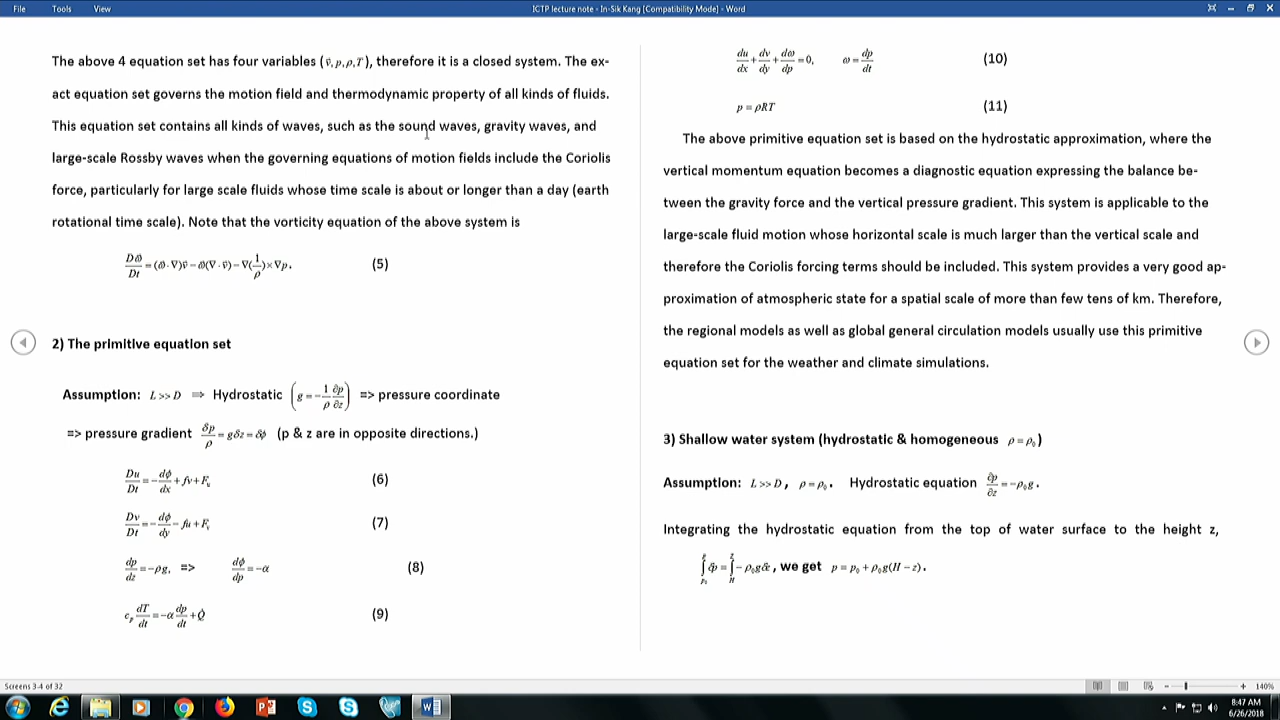 File Tools View
ICTP lecture note - In-Sik Kang [Compatibility Mode] - Word
The above 4 equation set has four variables (v⃗, p, ρ, T), therefore it is a closed system. The ex-
act equation set governs the motion field and thermodynamic property of all kinds of fluids.
This equation set contains all kinds of waves, such as the sound waves, gravity waves, and
large-scale Rossby waves when the governing equations of motion fields include the Coriolis
force, particularly for large scale fluids whose time scale is about or longer than a day (earth
rotational time scale). Note that the vorticity equation of the above system is
Dω⃗/Dt = (ω⃗·∇)v⃗ − ω⃗(∇·v⃗) − ∇(1/ρ)×∇p. (5)
2) The primitive equation set
Assumption: L >> D ⇒ Hydrostatic (g = −1/ρ ∂p/∂z) => pressure coordinate
=> pressure gradient δp/ρ = gδz = δϕ (p & z are in opposite directions.)
Du/Dt = −dϕ/dx + fv + Fᵤ (6)
Dv/Dt = −dϕ/dy − fu + Fᵥ (7)
dp/dz = −ρg, => dϕ/dp = −α (8)
cₚ dT/dt = −α dp/dt + Q̇ (9)
du/dx + dv/dy + dω/dp = 0, ω = dp/dt (10)
p = ρRT (11)
The above primitive equation set is based on the hydrostatic approximation, where the
vertical momentum equation becomes a diagnostic equation expressing the balance be-
tween the gravity force and the vertical pressure gradient. This system is applicable to the
large-scale fluid motion whose horizontal scale is much larger than the vertical scale and
therefore the Coriolis forcing terms should be included. This system provides a very good ap-
proximation of atmospheric state for a spatial scale of more than few tens of km. Therefore,
the regional models as well as global general circulation models usually use this primitive
equation set for the weather and climate simulations.
3) Shallow water system (hydrostatic & homogeneous ρ = ρ₀)
Assumption: L >> D, ρ = ρ₀. Hydrostatic equation ∂p/∂z = −ρ₀g.
Integrating the hydrostatic equation from the top of water surface to the height z,
∫ₚ₀ᵖ δp = ∫_H^z −ρ₀gδz, we get p = p₀ + ρ₀g(H − z).
Screens 3-4 of 32
140%
8:47 AM
6/26/2018